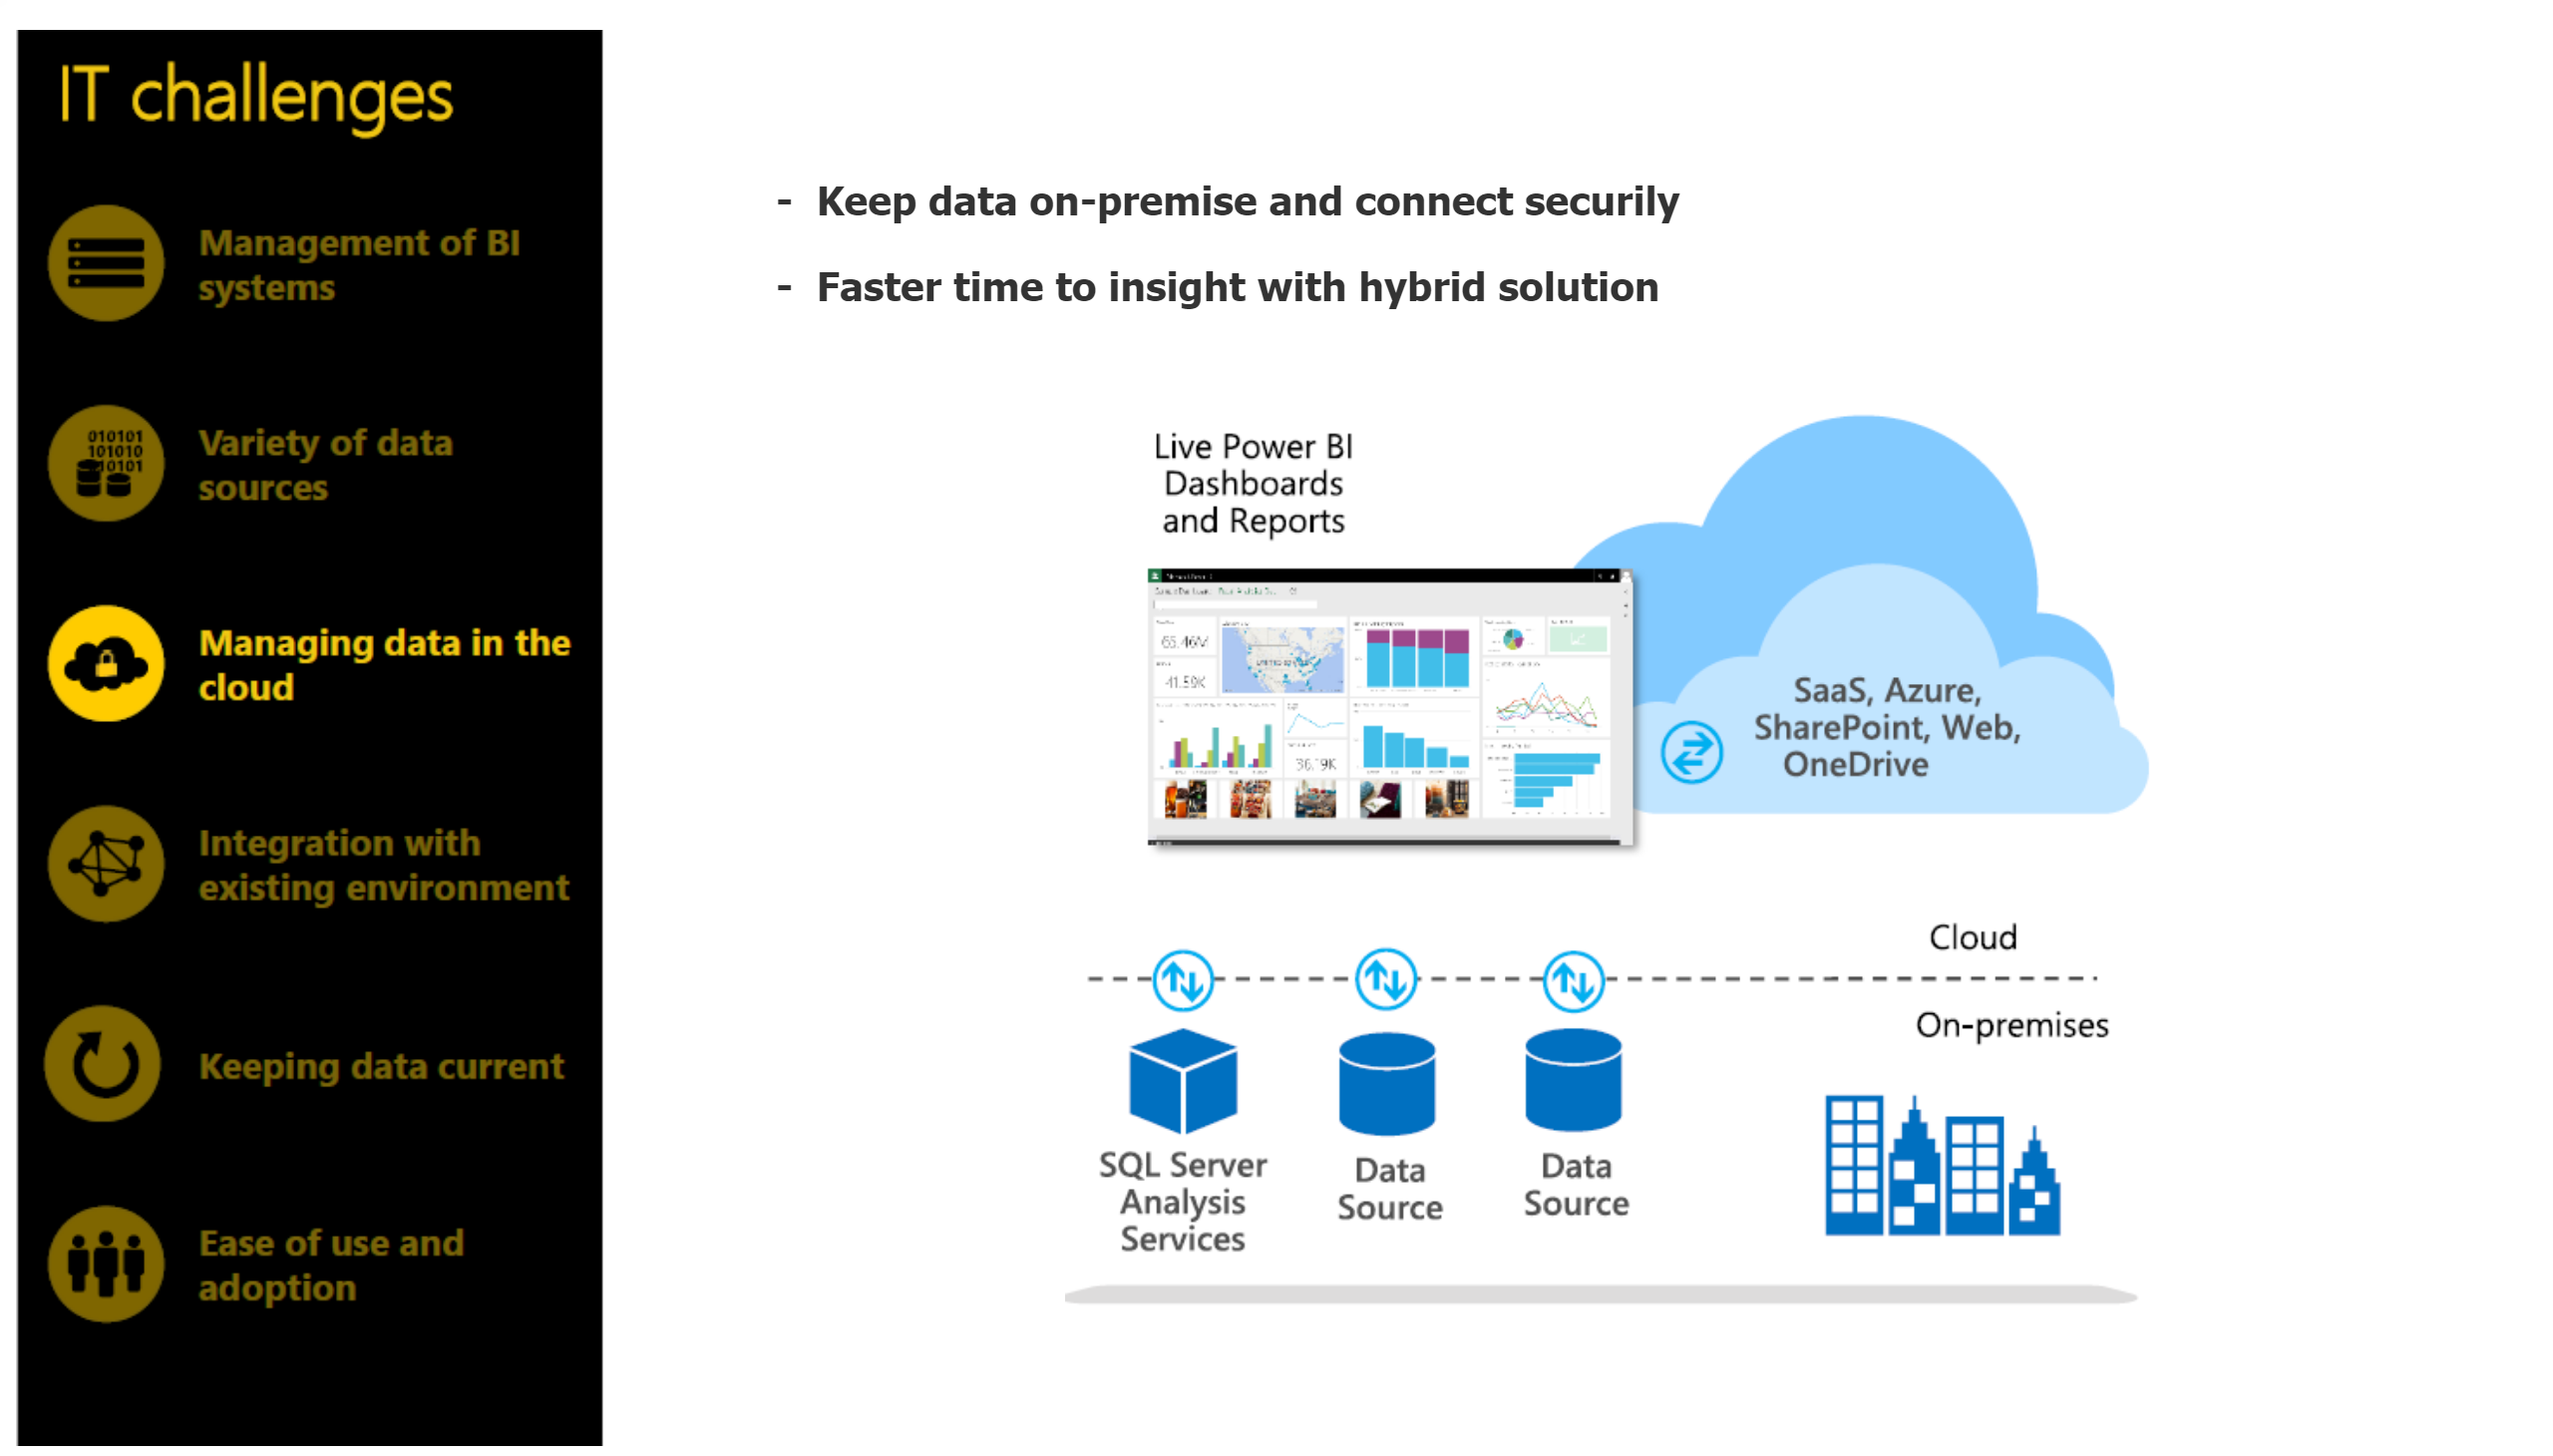 IT challenges
Management of BI
systems
010101
101010
10101
Variety of data
sources
Managing data in the
cloud
Integration with
existing environment
Keeping data current
Ease of use and
adoption
- Keep data on-premise and connect securily
- Faster time to insight with hybrid solution
Live Power BI
Dashboards
and Reports
65.46M
41.59K
SaaS, Azure,
SharePoint, Web,
OneDrive
Cloud
On-premises
SQL Server
Analysis
Services
Data
Source
Data
Source